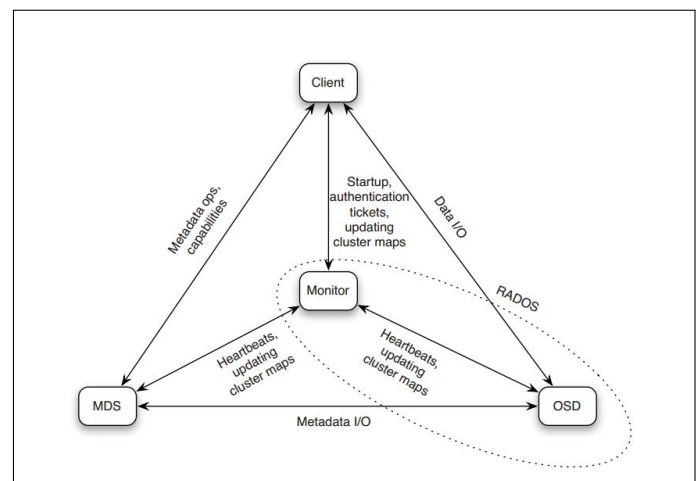 Client
Metadata ops,
capabilities
Startup,
authentication
tickets,
updating
cluster maps
Data I/O
Monitor
RADOS
Heartbeats,
updating
cluster maps
Heartbeats,
updating
cluster maps
MDS
OSD
Metadata I/O